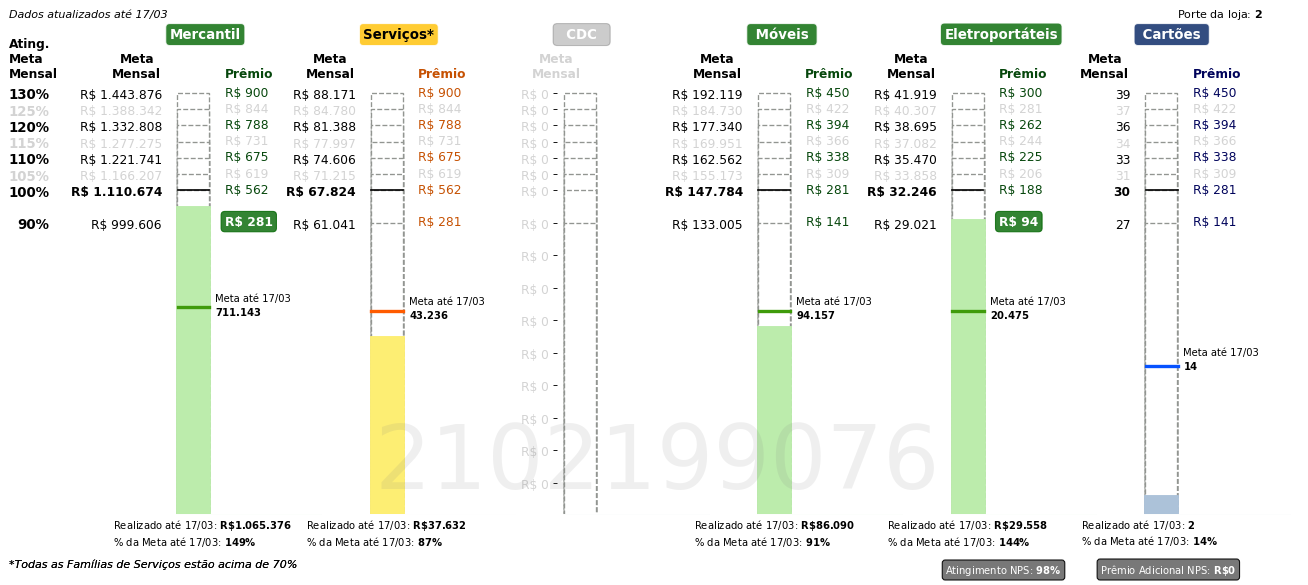 Dados atualizados até 17/03
Porte da loja: 2
Mercantil Serviços* CDC Móveis Eletroportáteis Cartões
Ating. Meta Mensal
Meta Mensal Prêmio Meta Mensal Prêmio Meta Mensal Meta Mensal Prêmio Meta Mensal Prêmio Meta Mensal Prêmio
130% R$ 1.443.876 R$ 900 R$ 88.171 R$ 900 R$ 0 R$ 192.119 R$ 450 R$ 41.919 R$ 300 39 R$ 450
125% R$ 1.388.342 R$ 844 R$ 84.780 R$ 844 R$ 0 R$ 184.730 R$ 422 R$ 40.307 R$ 281 37 R$ 422
120% R$ 1.332.808 R$ 788 R$ 81.388 R$ 788 R$ 0 R$ 177.340 R$ 394 R$ 38.695 R$ 262 36 R$ 394
115% R$ 1.277.275 R$ 731 R$ 77.997 R$ 731 R$ 0 R$ 169.951 R$ 366 R$ 37.082 R$ 244 34 R$ 366
110% R$ 1.221.741 R$ 675 R$ 74.606 R$ 675 R$ 0 R$ 162.562 R$ 338 R$ 35.470 R$ 225 33 R$ 338
105% R$ 1.166.207 R$ 619 R$ 71.215 R$ 619 R$ 0 R$ 155.173 R$ 309 R$ 33.858 R$ 206 31 R$ 309
100% R$ 1.110.674 R$ 562 R$ 67.824 R$ 562 R$ 0 R$ 147.784 R$ 281 R$ 32.246 R$ 188 30 R$ 281
90% R$ 999.606 R$ 281 R$ 61.041 R$ 281 R$ 0 R$ 133.005 R$ 141 R$ 29.021 R$ 94 27 R$ 141
R$ 0
R$ 0
Meta até 17/03 Meta até 17/03 Meta até 17/03 Meta até 17/03
711.143 43.236 94.157 20.475
R$ 0
R$ 0
Meta até 17/03
14
R$ 0
R$ 0
R$ 0
R$ 0
2102199076
Realizado até 17/03: R$1.065.376 Realizado até 17/03: R$37.632 Realizado até 17/03: R$86.090 Realizado até 17/03: R$29.558 Realizado até 17/03: 2
% da Meta até 17/03: 149% % da Meta até 17/03: 87% % da Meta até 17/03: 91% % da Meta até 17/03: 144% % da Meta até 17/03: 14%
*Todas as Famílias de Serviços estão acima de 70%
Atingimento NPS: 98% Prêmio Adicional NPS: R$0